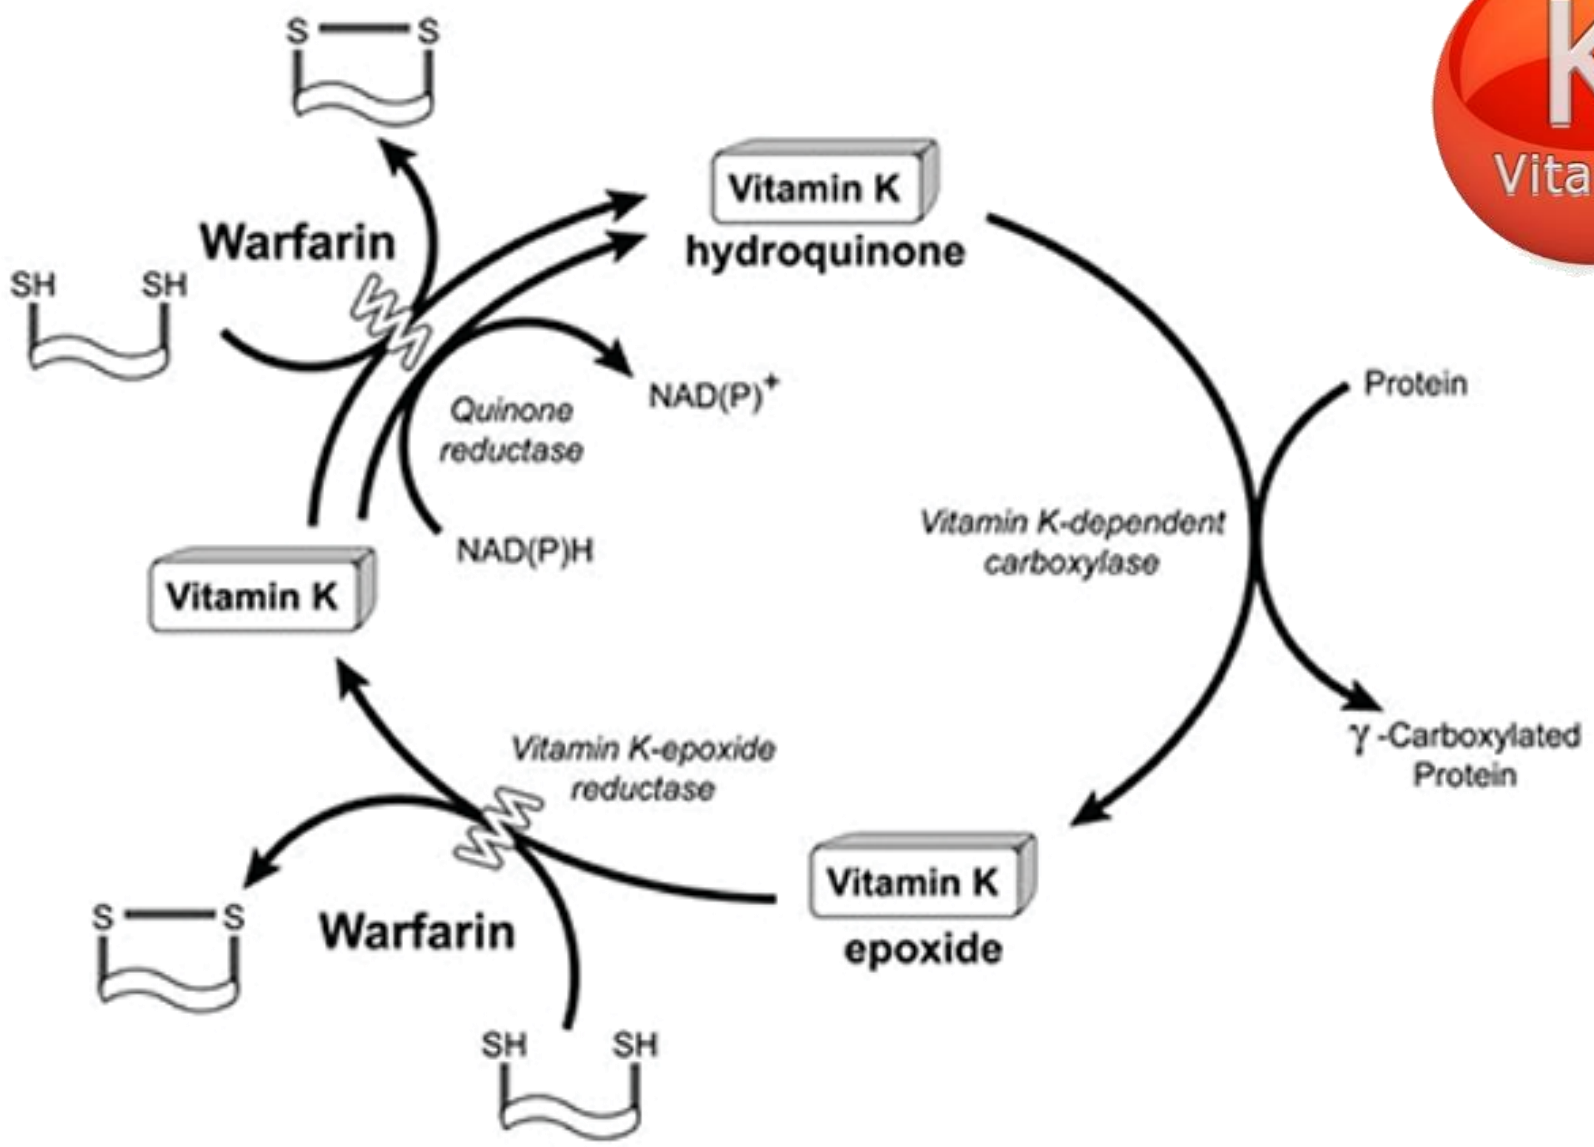 S S
K
Vitamin K
Vita
Warfarin
hydroquinone
SH SH
Protein
NAD(P)+
Quinone
reductase
Vitamin K-dependent
carboxylase
NAD(P)H
Vitamin K
γ-Carboxylated
Protein
Vitamin K-epoxide
reductase
Vitamin K
epoxide
S S
Warfarin
SH SH